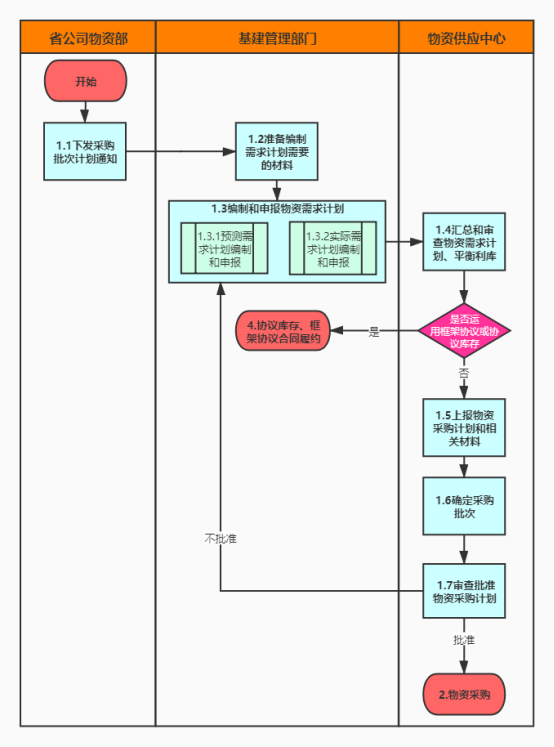 省公司物资部
基建管理部门
物资供应中心
开始
1.1下发采购
批次计划通知
1.2准备编制
需求计划需要
的材料
1.3编制和申报物资需求计划
1.3.1预测需
求计划编制
和申报
1.3.2实际需
求计划编制
和申报
1.4汇总和审
查物资需求计
划、平衡利库
是否运
用框架协议或协
议库存
是
4.协议库存、框
架协议合同履约
否
1.5上报物资
采购计划和相
关材料
1.6确定采购
批次
不批准
1.7审查批准
物资采购计划
批准
2.物资采购